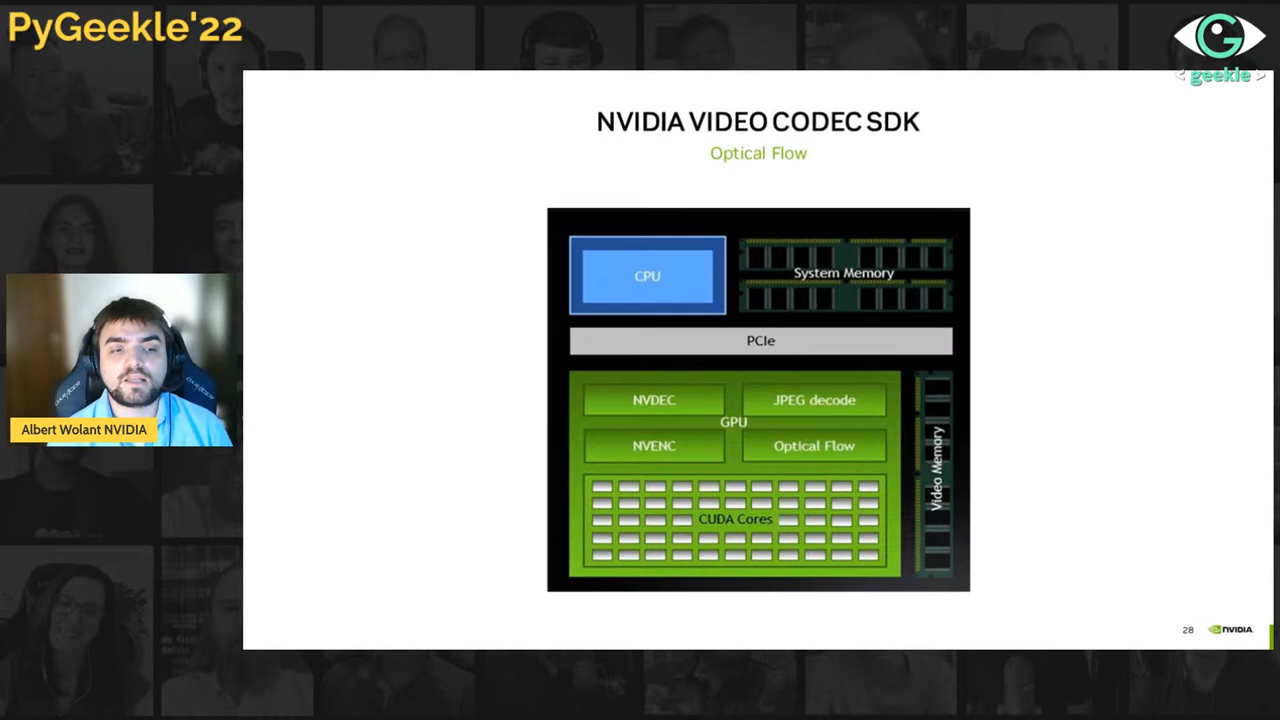 PyGeekle'22
< geekle >
NVIDIA VIDEO CODEC SDK
Optical Flow
CPU
System Memory
PCIe
NVDEC
JPEG decode
GPU
NVENC
Optical Flow
CUDA Cores
Video Memory
Albert Wolant NVIDIA
28
NVIDIA